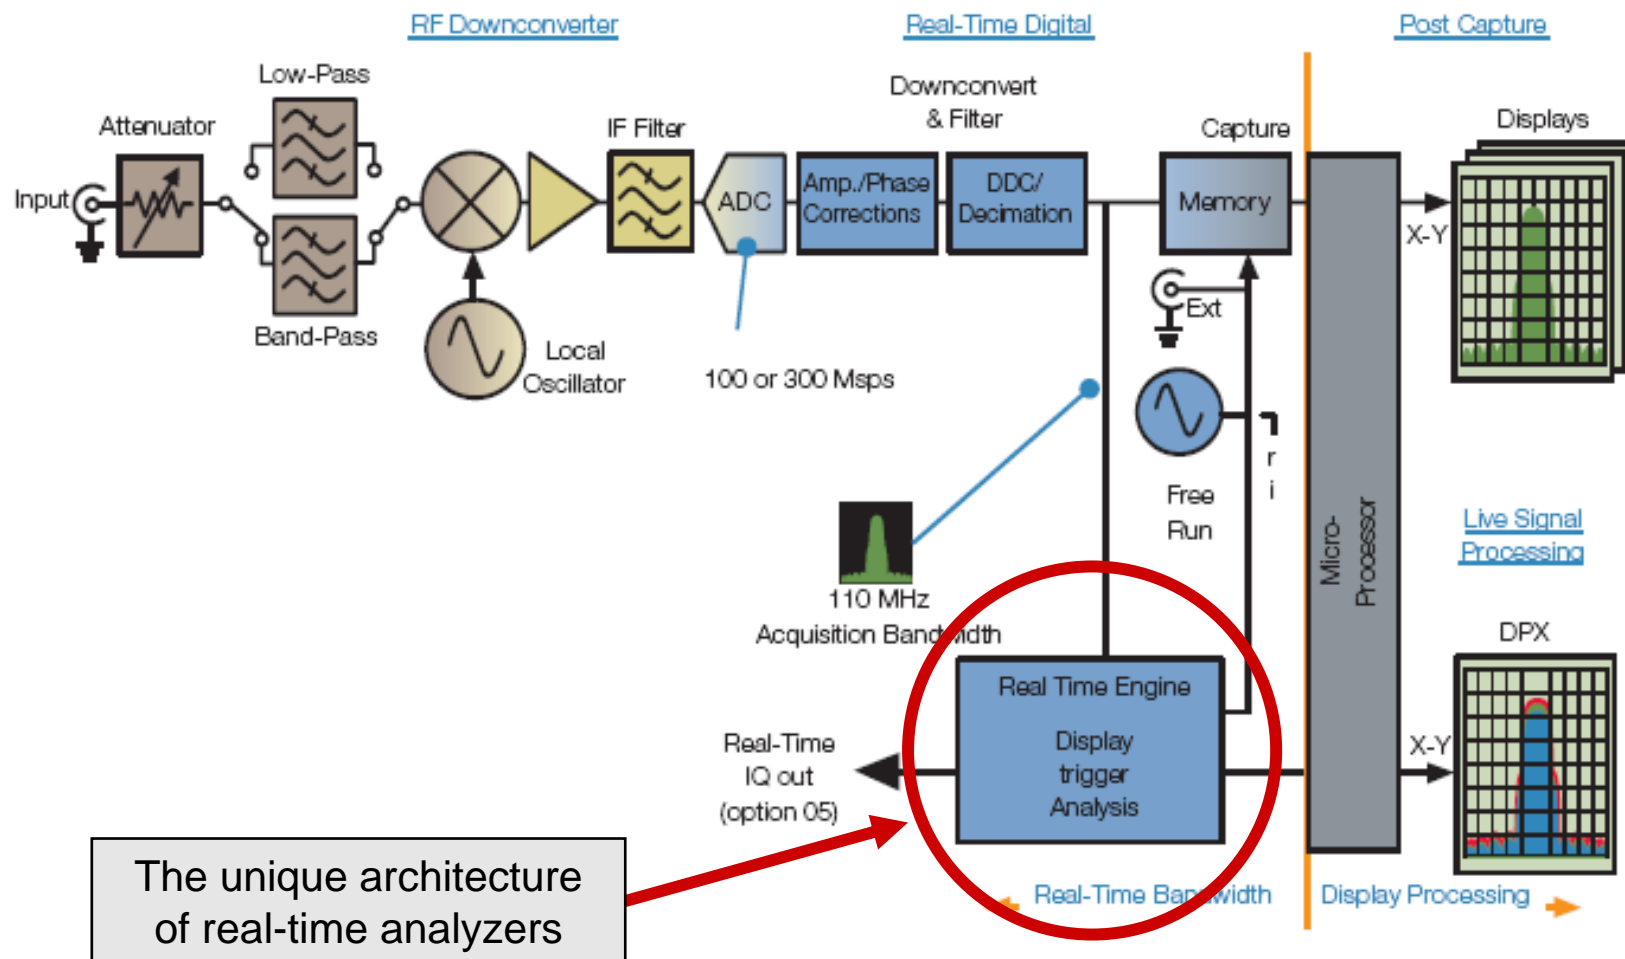 RF Downconverter
Real-Time Digital
Post Capture
Low-Pass
Attenuator
Input
Band-Pass
Local
Oscillator
IF Filter
ADC
100 or 300 Msps
Downconvert
& Filter
Amp./Phase
Corrections
DDC/
Decimation
Capture
Memory
Ext
Free
Run
r
i
Micro-
Processor
Displays
X-Y
Live Signal
Processing
DPX
X-Y
110 MHz
Acquisition Bandwidth
Real Time Engine
Display
trigger
Analysis
Real-Time
IQ out
(option 05)
The unique architecture
of real-time analyzers
Real-Time Bandwidth
Display Processing